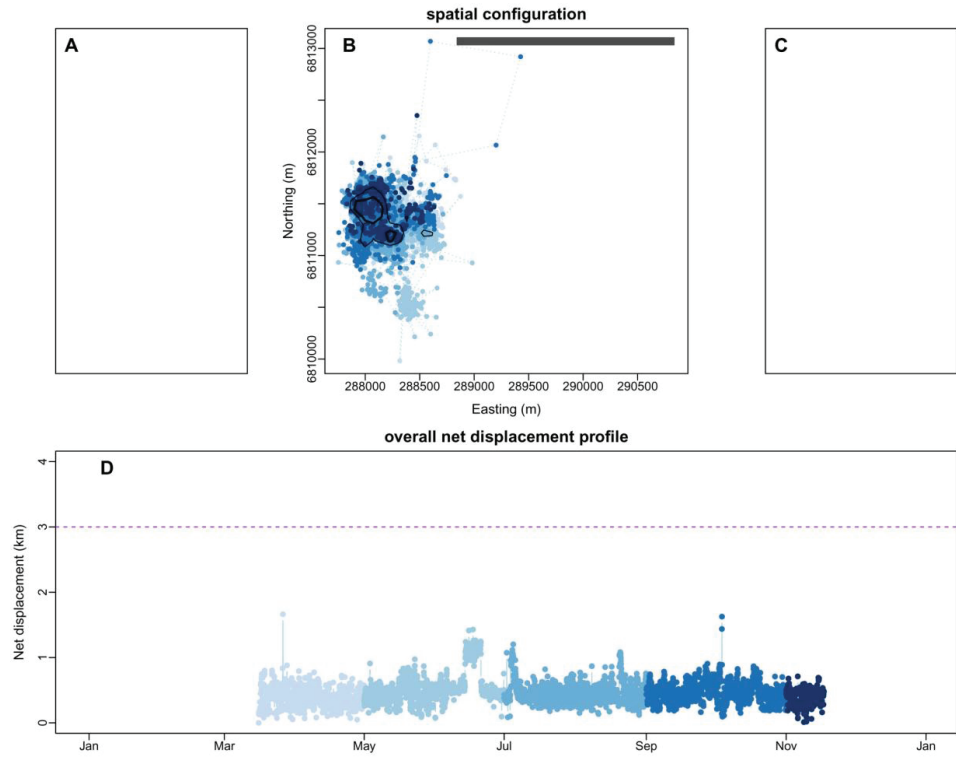 spatial configuration
A
B
C
6813000
6812000
6811000
6810000
Northing (m)
288000 288500 289000 289500 290000 290500
Easting (m)
overall net displacement profile
D
4
3
2
1
0
Net displacement (km)
Jan Mar May Jul Sep Nov Jan